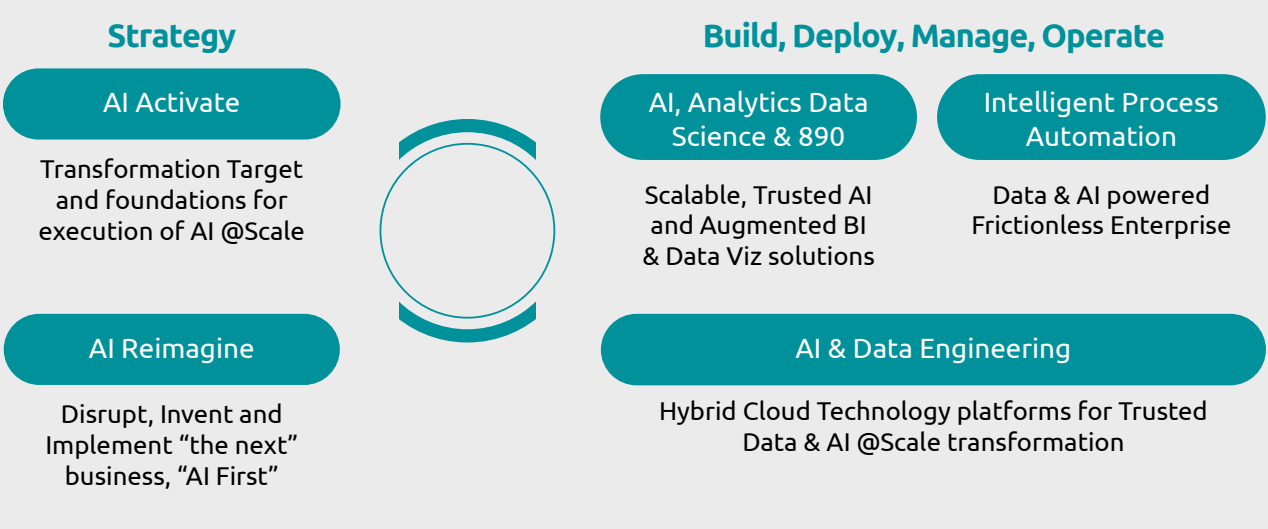 Strategy
AI Activate
Transformation Target
and foundations for
execution of AI @Scale
AI Reimagine
Disrupt, Invent and
Implement “the next”
business, “AI First”
Build, Deploy, Manage, Operate
AI, Analytics Data
Science & 890
Scalable, Trusted AI
and Augmented BI
& Data Viz solutions
Intelligent Process
Automation
Data & AI powered
Frictionless Enterprise
AI & Data Engineering
Hybrid Cloud Technology platforms for Trusted
Data & AI @Scale transformation